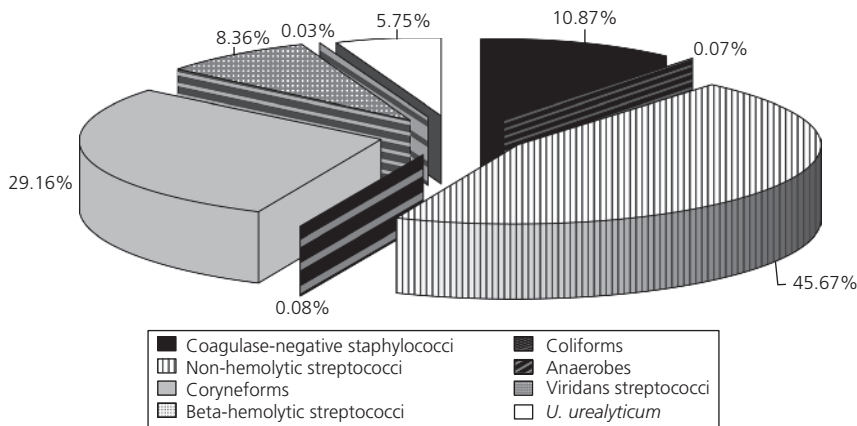 5.75%
0.03%
10.87%
8.36%
0.07%
29.16%
45.67%
0.08%
Coagulase-negative staphylococci
Non-hemolytic streptococci
Coryneforms
Beta-hemolytic streptococci
Coliforms
Anaerobes
Viridans streptococci
U. urealyticum